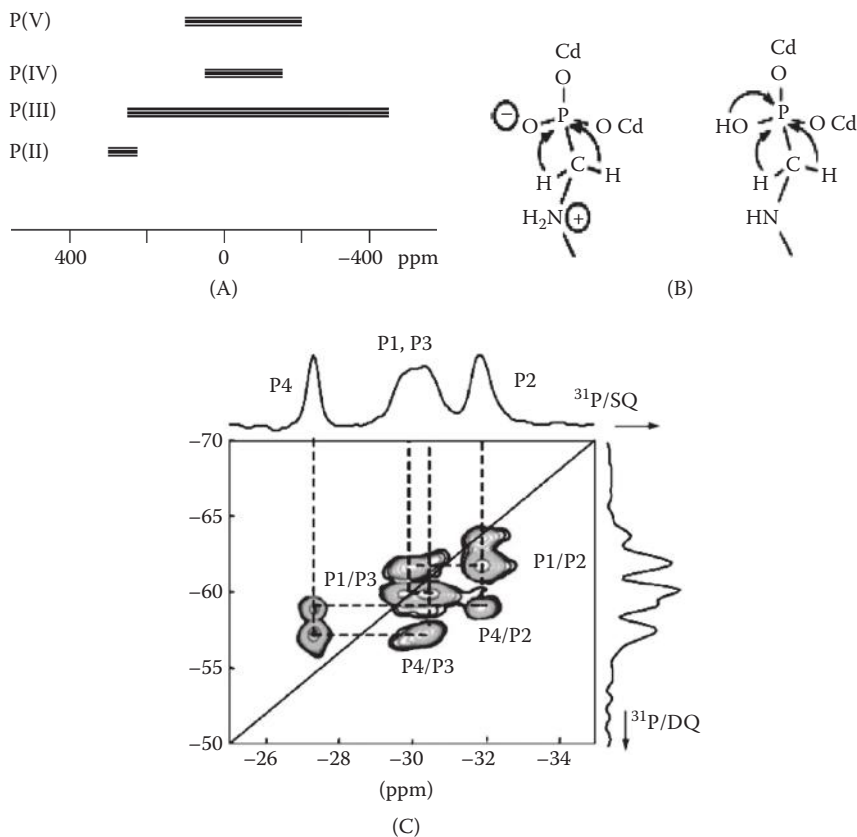 P(V)
P(IV)
P(III)
P(II)
400 0 −400 ppm
(A)
Cd
O
− O P O Cd
C
H H
H₂N +
Cd
O
HO P O Cd
C
H H
HN
(B)
P1, P3
P4
P2
³¹P/SQ
−70
−65
−60
−55
−50
P1/P3
P1/P2
P4/P2
P4/P3
³¹P/DQ
−26 −28 −30 −32 −34
(ppm)
(C)